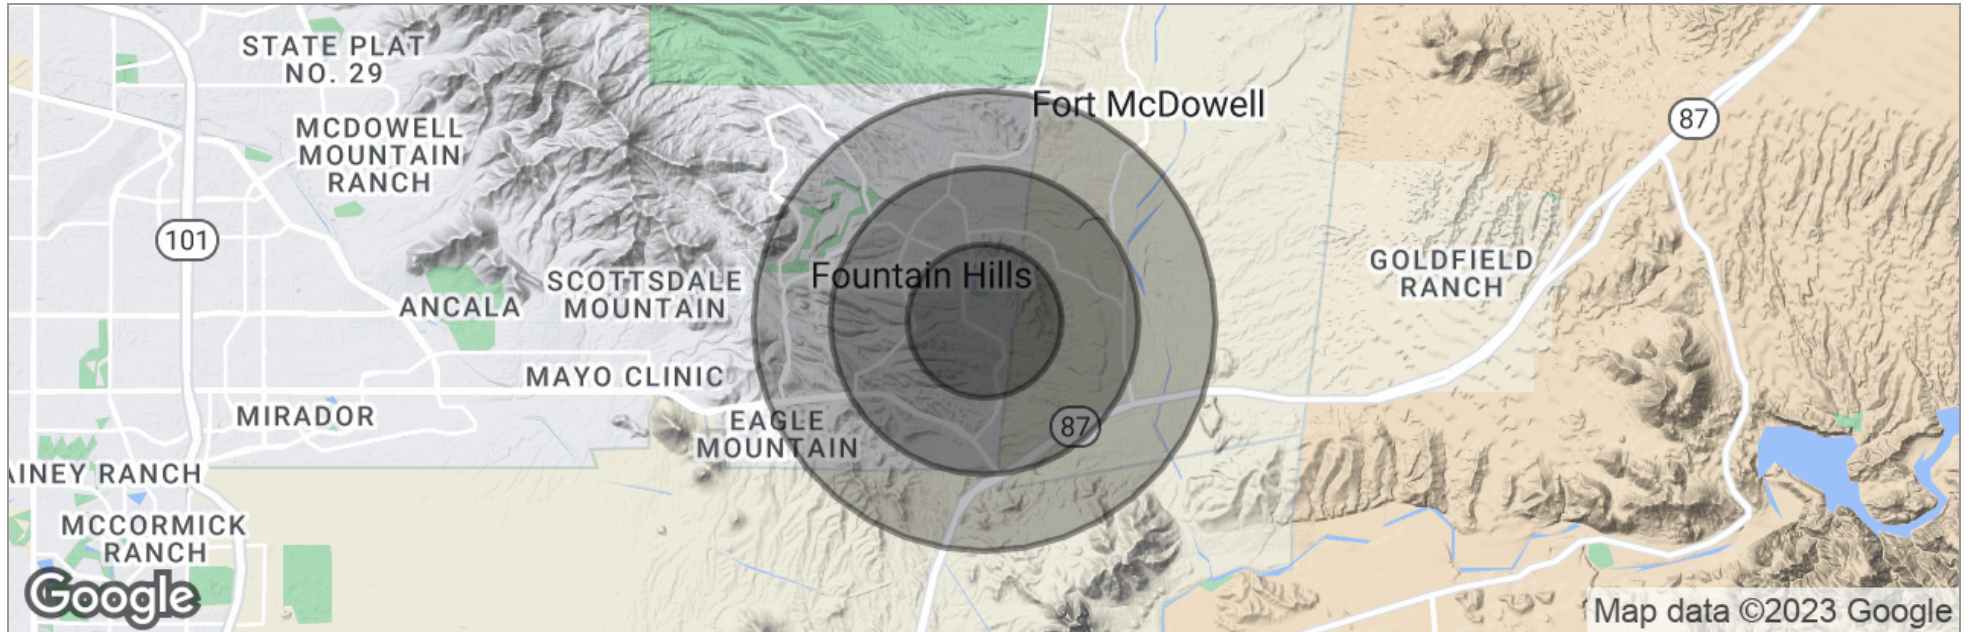 STATE PLAT
NO. 29
Fort McDowell
87
MCDOWELL
MOUNTAIN
RANCH
101
GOLDFIELD
RANCH
Fountain Hills
SCOTTSDALE
MOUNTAIN
ANCALA
MAYO CLINIC
MIRADOR
EAGLE
MOUNTAIN
87
AINEY RANCH
MCCORMICK
RANCH
Google
Map data ©2023 Google